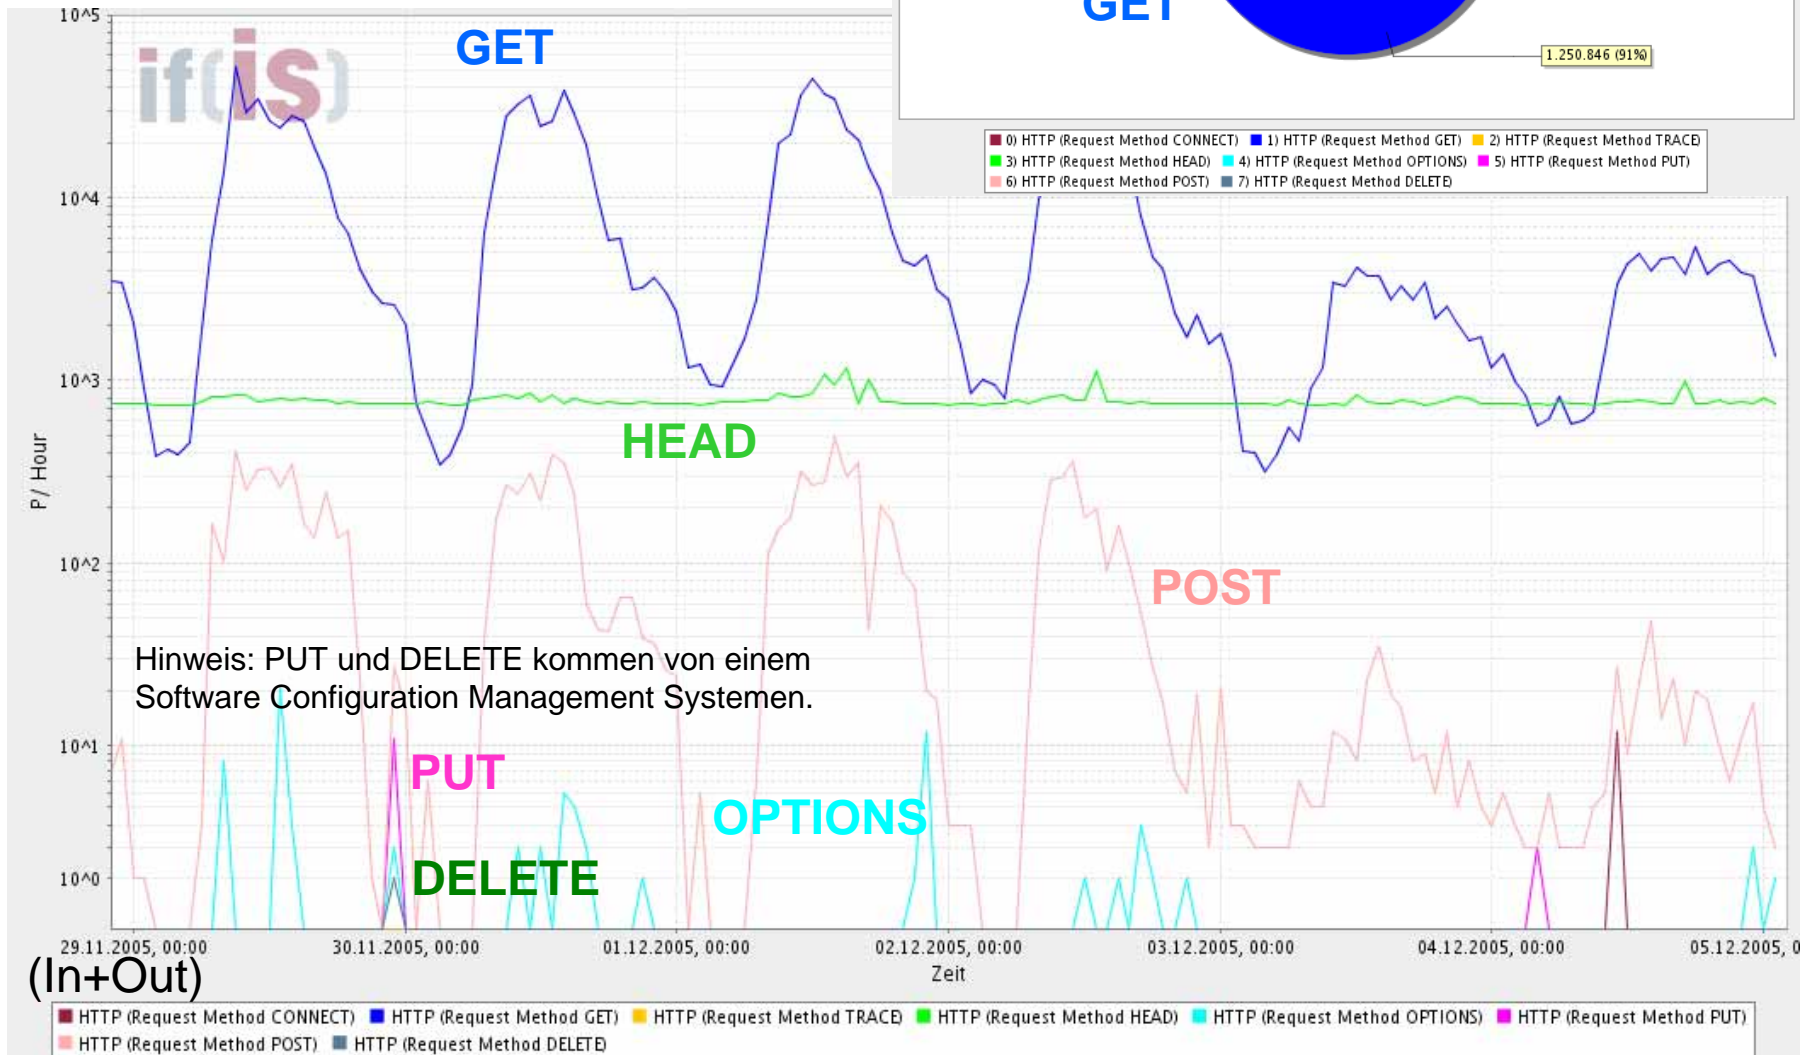 10^5
if(is)
GET
GET
1.250.846 (91%)
0) HTTP (Request Method CONNECT) 1) HTTP (Request Method GET) 2) HTTP (Request Method TRACE)
3) HTTP (Request Method HEAD) 4) HTTP (Request Method OPTIONS) 5) HTTP (Request Method PUT)
6) HTTP (Request Method POST) 7) HTTP (Request Method DELETE)
10^4
10^3
HEAD
P/ Hour
10^2
POST
Hinweis: PUT und DELETE kommen von einem
Software Configuration Management Systemen.
10^1
PUT
OPTIONS
DELETE
10^0
29.11.2005, 00:00 30.11.2005, 00:00 01.12.2005, 00:00 02.12.2005, 00:00 03.12.2005, 00:00 04.12.2005, 00:00 05.12.2005, 0
Zeit
(In+Out)
HTTP (Request Method CONNECT) HTTP (Request Method GET) HTTP (Request Method TRACE) HTTP (Request Method HEAD) HTTP (Request Method OPTIONS) HTTP (Request Method PUT)
HTTP (Request Method POST) HTTP (Request Method DELETE)